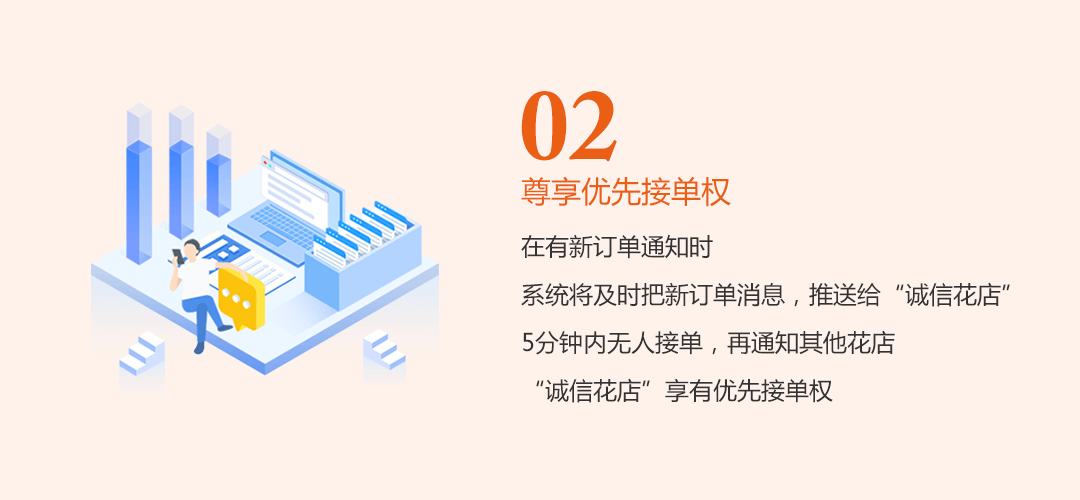 02
尊享优先接单权
在有新订单通知时
系统将及时把新订单消息，推送给“诚信花店”
5分钟内无人接单，再通知其他花店
“诚信花店”享有优先接单权